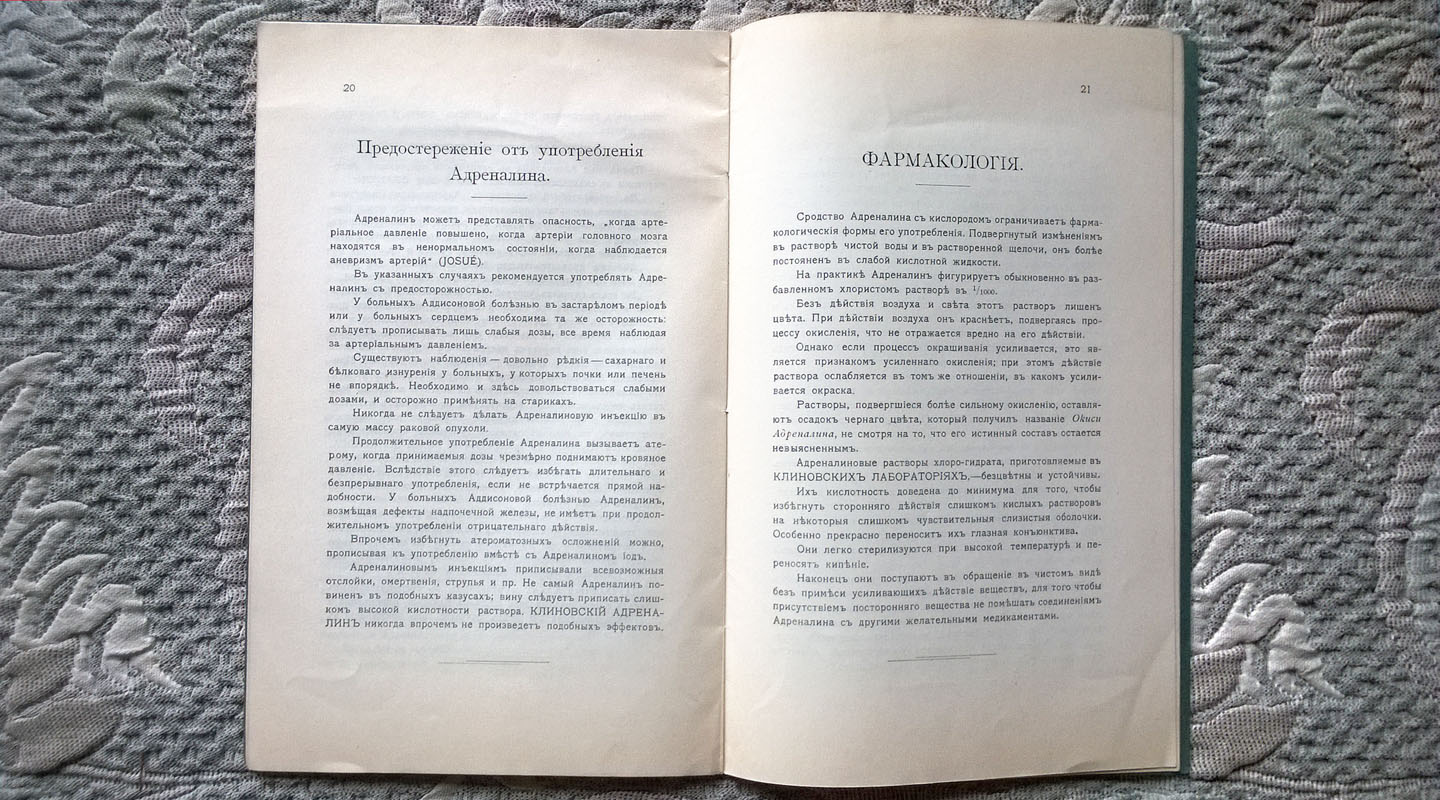 20
Предостереженіе отъ употребленія
Адреналина.
Адреналинъ можетъ представлять опасность, „когда арте-
ріальное давленіе повышено, когда артеріи головного мозга
находятся въ ненормальномъ состояніи, когда наблюдается
аневризмъ артерій“ (JOSUÉ).
Въ указанныхъ случаяхъ рекомендуется употреблять Адре-
налинъ съ предосторожностью.
У больныхъ Аддисоновой болѣзнью въ застарѣломъ періодѣ
или у больныхъ сердцемъ необходима та же осторожность:
слѣдуетъ прописывать лишь слабыя дозы, все время наблюдая
за артеріальнымъ давленіемъ.
Существуютъ наблюденія — довольно рѣдкія — сахарнаго и
бѣлковаго изнуренія у больныхъ, у которыхъ почки или печень
не впорядкѣ. Необходимо и здѣсь довольствоваться слабыми
дозами, и осторожно примѣнять на старикахъ.
Никогда не слѣдуетъ дѣлать Адреналиновую инъекцію въ
самую массу раковой опухоли.
Продолжительное употребленіе Адреналина вызываетъ ате-
рому, когда принимаемыя дозы чрезмѣрно поднимаютъ кровяное
давленіе. Вслѣдствіе этого слѣдуетъ избѣгать длительнаго и
безпрерывнаго употребленія, если не встрѣчается прямой на-
добности. У больныхъ Аддисоновой болѣзнью Адреналинъ,
возмѣщая дефекты надпочечной железы, не имѣетъ при продол-
жительномъ употребленіи отрицательнаго дѣйствія.
Впрочемъ избѣгнуть атероматозныхъ осложненій можно,
прописывая къ употребленію вмѣстѣ съ Адреналиномъ іодъ.
Адреналиновымъ инъекціямъ приписывали всевозможныя
отслойки, омертвенія, струпья и пр. Не самый Адреналинъ по-
виненъ въ подобныхъ казусахъ; вину слѣдуетъ приписать слиш-
комъ высокой кислотности раствора. КЛИНОВСКІЙ АДРЕНА-
ЛИНЪ никогда впрочемъ не произведетъ подобныхъ эффектовъ.
21
ФАРМАКОЛОГІЯ.
Сродство Адреналина съ кислородомъ ограничиваетъ фарма-
кологическія формы его употребленія. Подвергнутый измѣненіямъ
въ растворѣ чистой воды и въ растворенной щелочи, онъ болѣе
постояненъ въ слабой кислотной жидкости.
На практикѣ Адреналинъ фигурируетъ обыкновенно въ раз-
бавленномъ хлористомъ растворѣ въ 1/1000.
Безъ дѣйствія воздуха и свѣта этотъ растворъ лишенъ
цвѣта. При дѣйствіи воздуха онъ краснѣетъ, подвергаясь про-
цессу окисленія, что не отражается вредно на его дѣйствіи.
Однако если процессъ окрашиванія усиливается, это яв-
ляется признакомъ усиленнаго окисленія; при этомъ дѣйствіе
раствора ослабляется въ томъ же отношеніи, въ какомъ усили-
вается окраска.
Растворы, подвергшіеся болѣе сильному окисленію, оставля-
ютъ осадокъ чернаго цвѣта, который получилъ названіе Окиси
Адреналина, не смотря на то, что его истинный составъ остается
невыясненнымъ.
Адреналиновые растворы хлоро-гидрата, приготовляемые въ
КЛИНОВСКИХЪ ЛАБОРАТОРІЯХЪ,—безцвѣтны и устойчивы.
Ихъ кислотность доведена до минимума для того, чтобы
избѣгнуть сторонняго дѣйствія слишкомъ кислыхъ растворовъ
на нѣкоторыя слишкомъ чувствительныя слизистыя оболочки.
Особенно прекрасно переноситъ ихъ глазная конъюнктива.
Они легко стерилизуются при высокой температурѣ и пе-
реносятъ кипѣніе.
Наконецъ они поступаютъ въ обращеніе въ чистомъ видѣ
безъ примѣси усиливающихъ дѣйствіе веществъ, для того чтобы
присутствіемъ посторонняго вещества не помѣшать соединеніямъ
Адреналина съ другими желательными медикаментами.